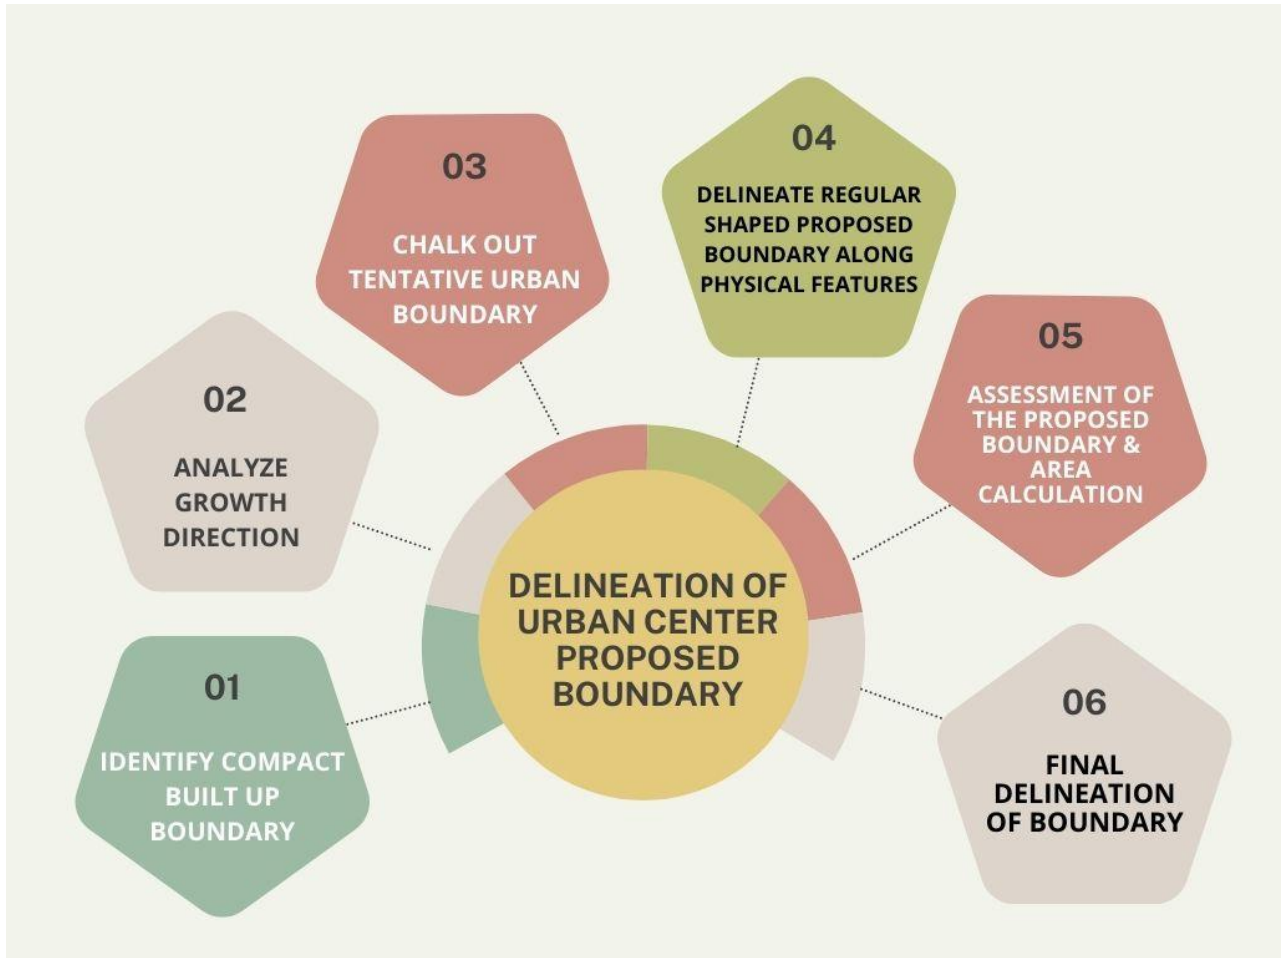 01
IDENTIFY COMPACT
BUILT UP
BOUNDARY
02
ANALYZE
GROWTH
DIRECTION
03
CHALK OUT
TENTATIVE URBAN
BOUNDARY
04
DELINEATE REGULAR
SHAPED PROPOSED
BOUNDARY ALONG
PHYSICAL FEATURES
05
ASSESSMENT OF
THE PROPOSED
BOUNDARY &
AREA
CALCULATION
06
FINAL
DELINEATION
OF BOUNDARY
DELINEATION OF
URBAN CENTER
PROPOSED
BOUNDARY